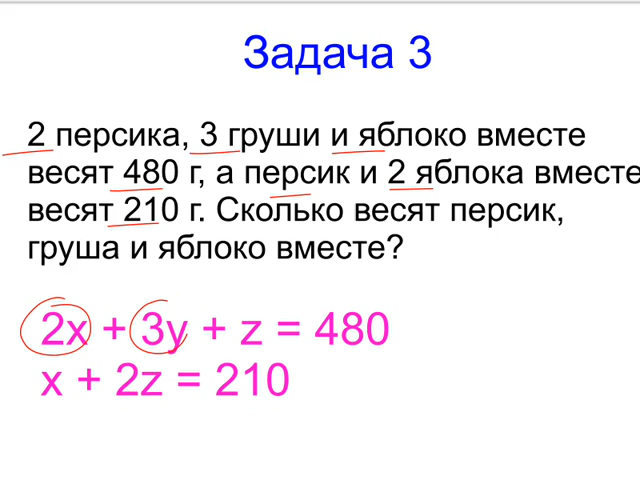 Задача 3
2 персика, 3 груши и яблоко вместе
весят 480 г, а персик и 2 яблока вместе
весят 210 г. Сколько весят персик,
груша и яблоко вместе?
2x + 3y + z = 480
x + 2z = 210